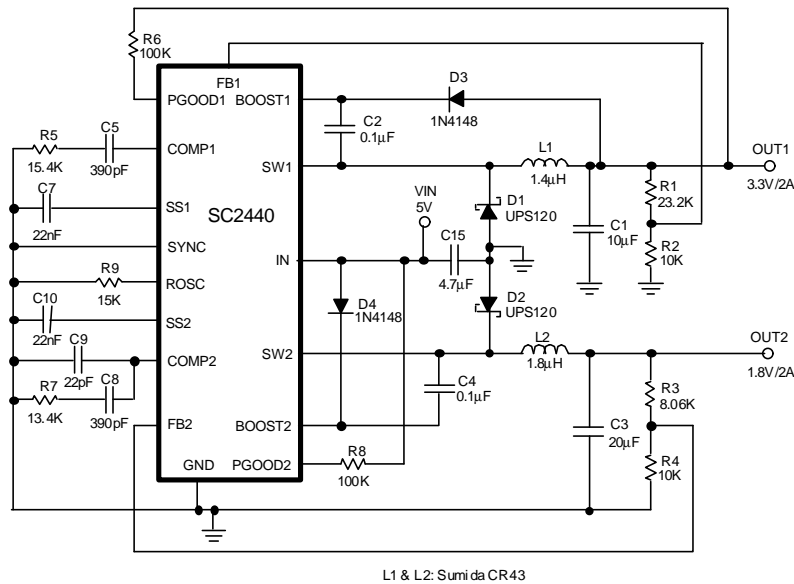 R6
100K
FB1
PGOOD1
BOOST1
D3
1N4148
C2
0.1µF
R5
15.4K
C5
390pF
COMP1
SW1
L1
1.4µH
OUT1
3.3V/2A
C7
22nF
SS1
SC2440
VIN
5V
D1
UPS120
C1
10µF
R1
23.2K
R2
10K
SYNC
IN
C15
4.7µF
R9
15K
ROSC
D4
1N4148
D2
UPS120
C10
22nF
SS2
C9
22pF
COMP2
SW2
L2
1.8µH
OUT2
1.8V/2A
R7
13.4K
C8
390pF
C4
0.1µF
R3
8.06K
FB2
BOOST2
C3
20µF
R8
100K
R4
10K
GND
PGOOD2
L1 & L2: Sumida CR43